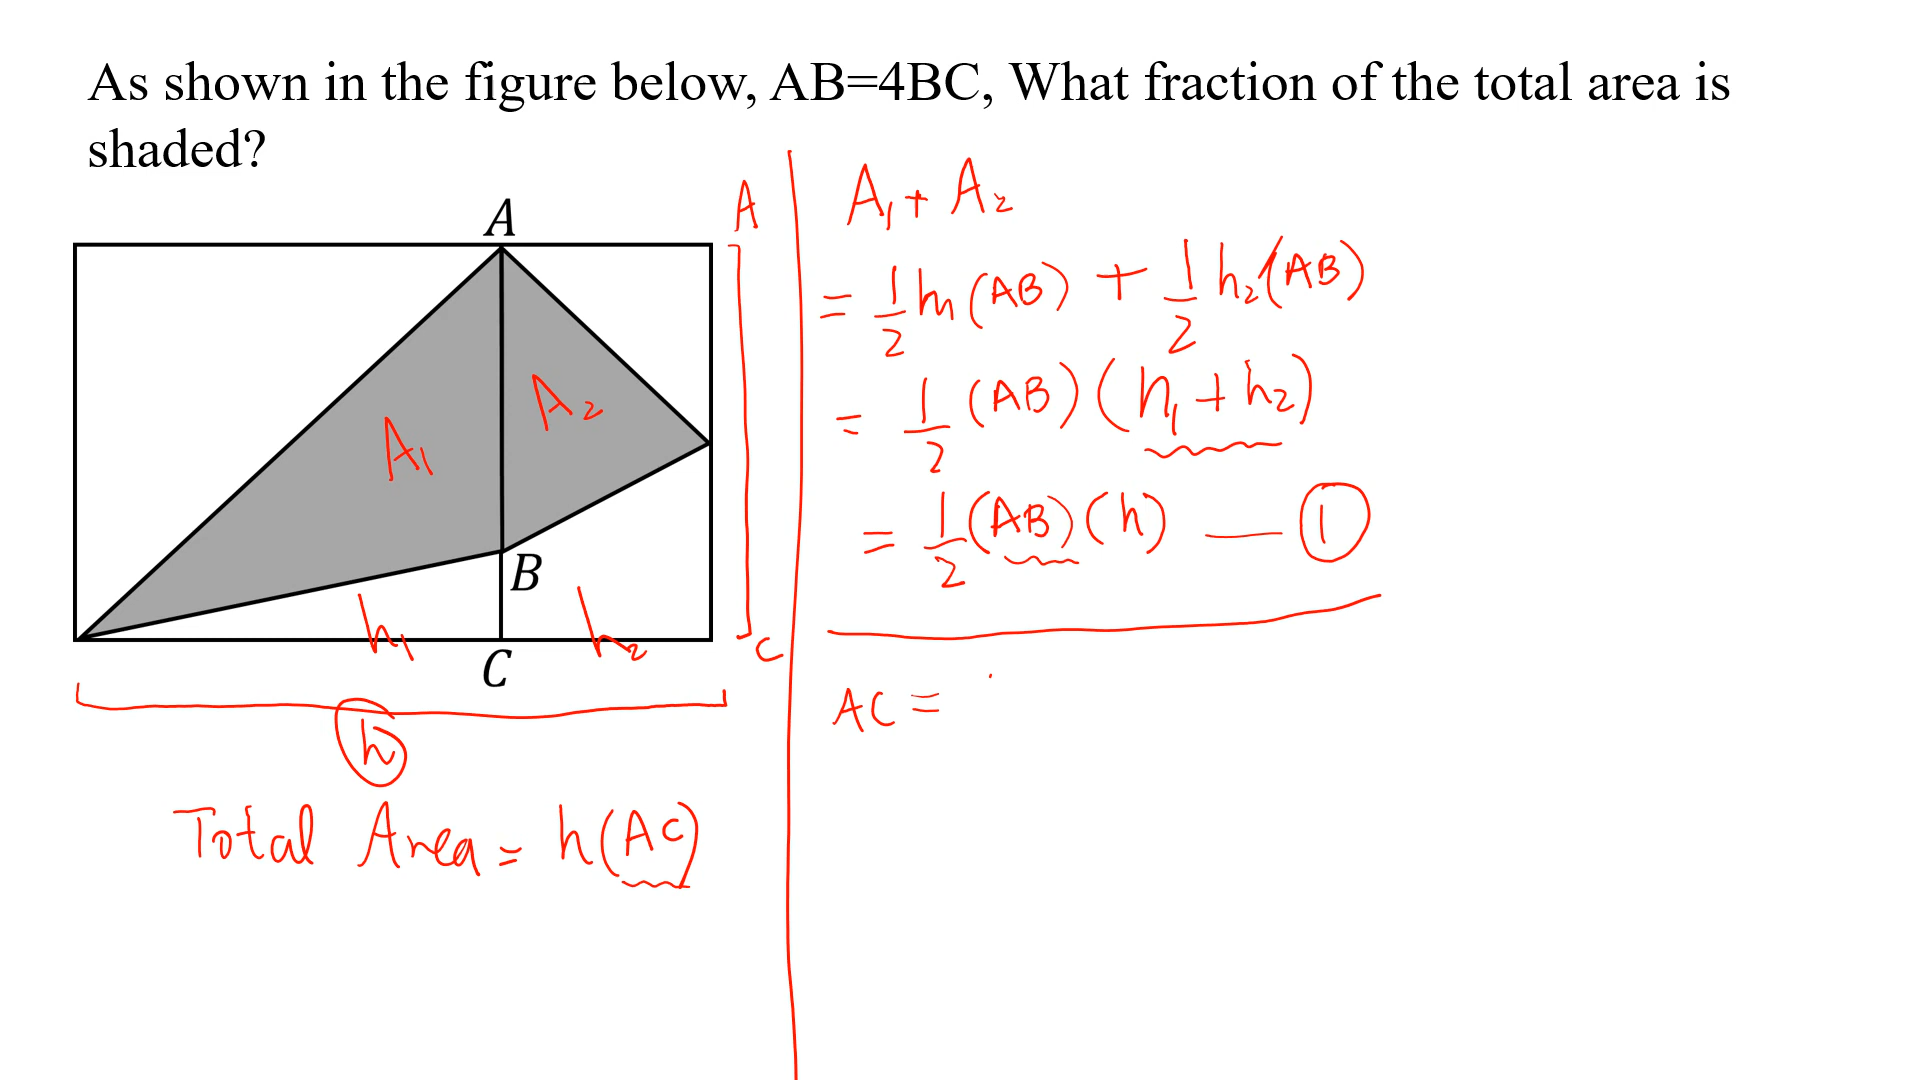 As shown in the figure below, AB=4BC, What fraction of the total area is
shaded?
A
A
A₁
A₂
B
h₁
h₂
C
C
h
Total Area = h(AC)
A₁ + A₂
= 1/2 h₁(AB) + 1/2 h₂(AB)
= 1/2 (AB)(h₁+h₂)
= 1/2 (AB)(h) — ①
AC =